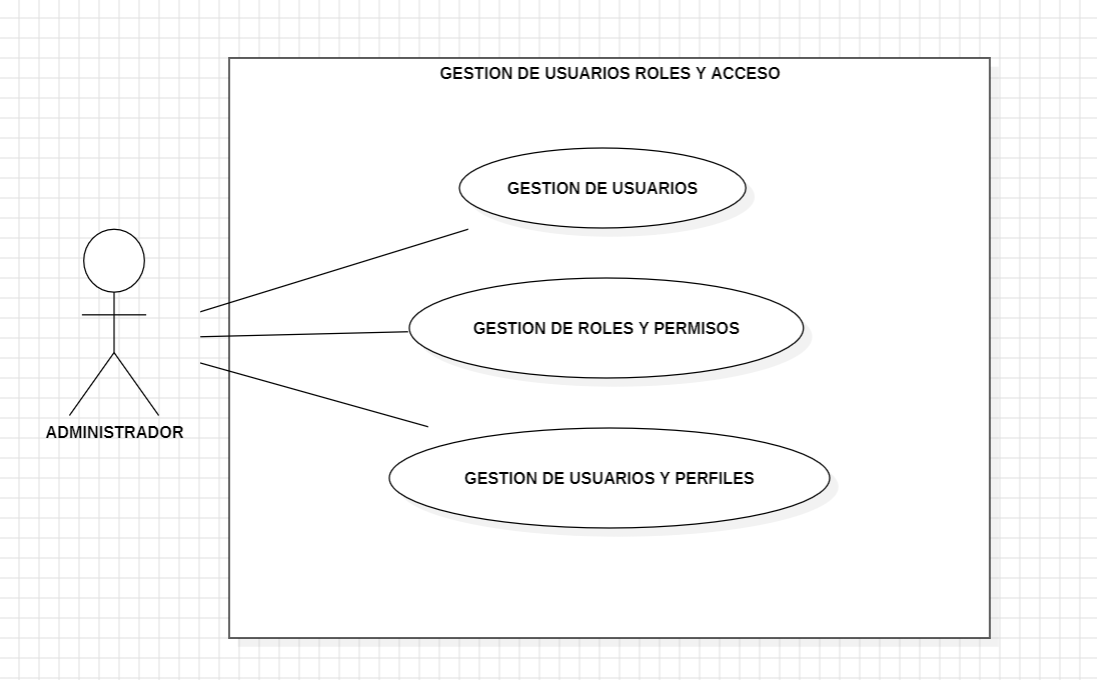 GESTION DE USUARIOS ROLES Y ACCESO
GESTION DE USUARIOS
GESTION DE ROLES Y PERMISOS
ADMINISTRADOR
GESTION DE USUARIOS Y PERFILES